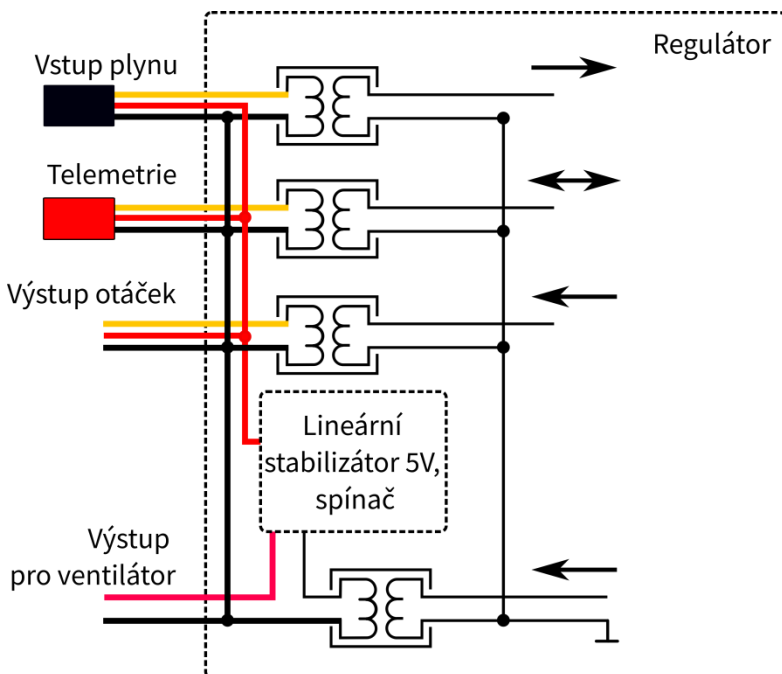 Regulátor
Vstup plynu
Telemetrie
Výstup otáček
Lineární
stabilizátor 5V,
spínač
Výstup
pro ventilátor